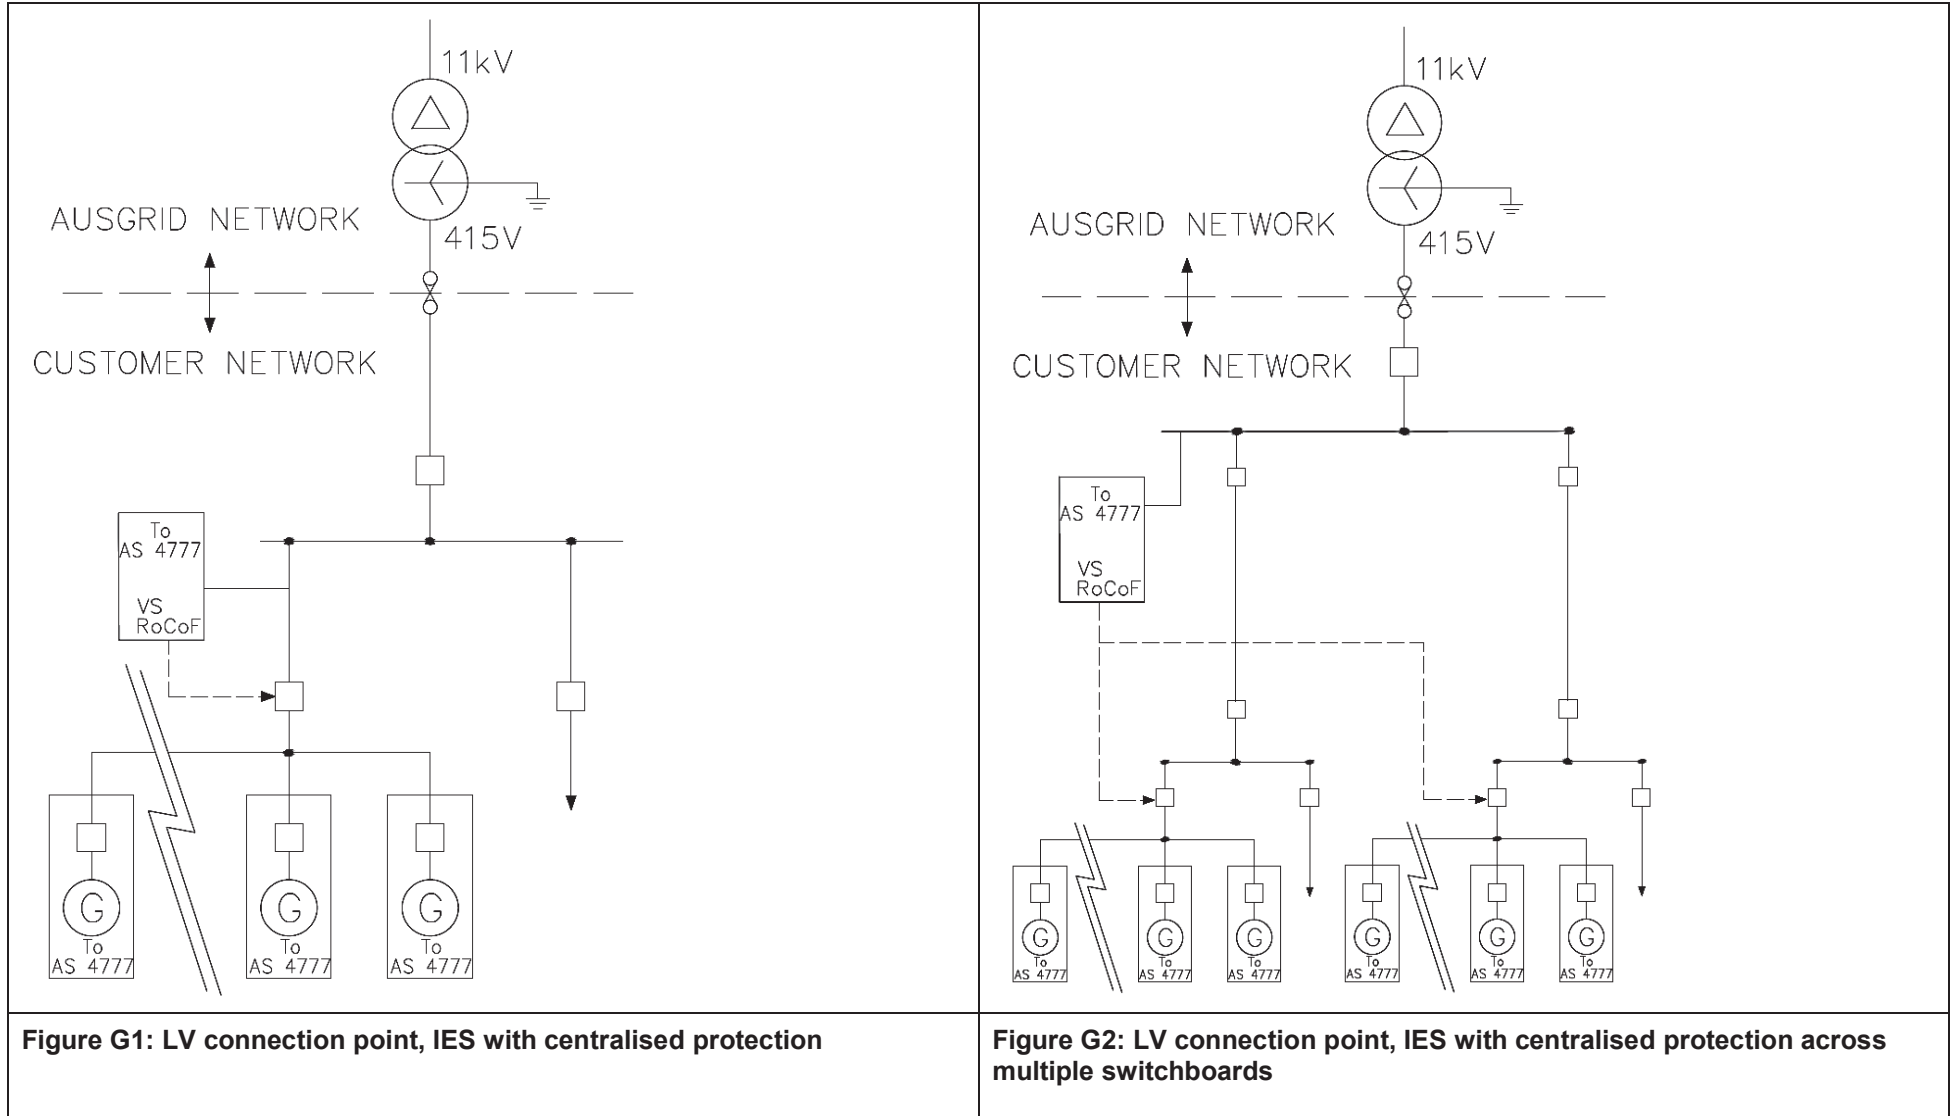 11kV
AUSGRID NETWORK
415V
CUSTOMER NETWORK
To
AS 4777
VS
RoCoF
G
To
AS 4777
G
To
AS 4777
G
To
AS 4777
Figure G1: LV connection point, IES with centralised protection
11kV
AUSGRID NETWORK
415V
CUSTOMER NETWORK
To
AS 4777
VS
RoCoF
G
To
AS 4777
G
To
AS 4777
G
To
AS 4777
G
To
AS 4777
G
To
AS 4777
G
To
AS 4777
Figure G2: LV connection point, IES with centralised protection across
multiple switchboards